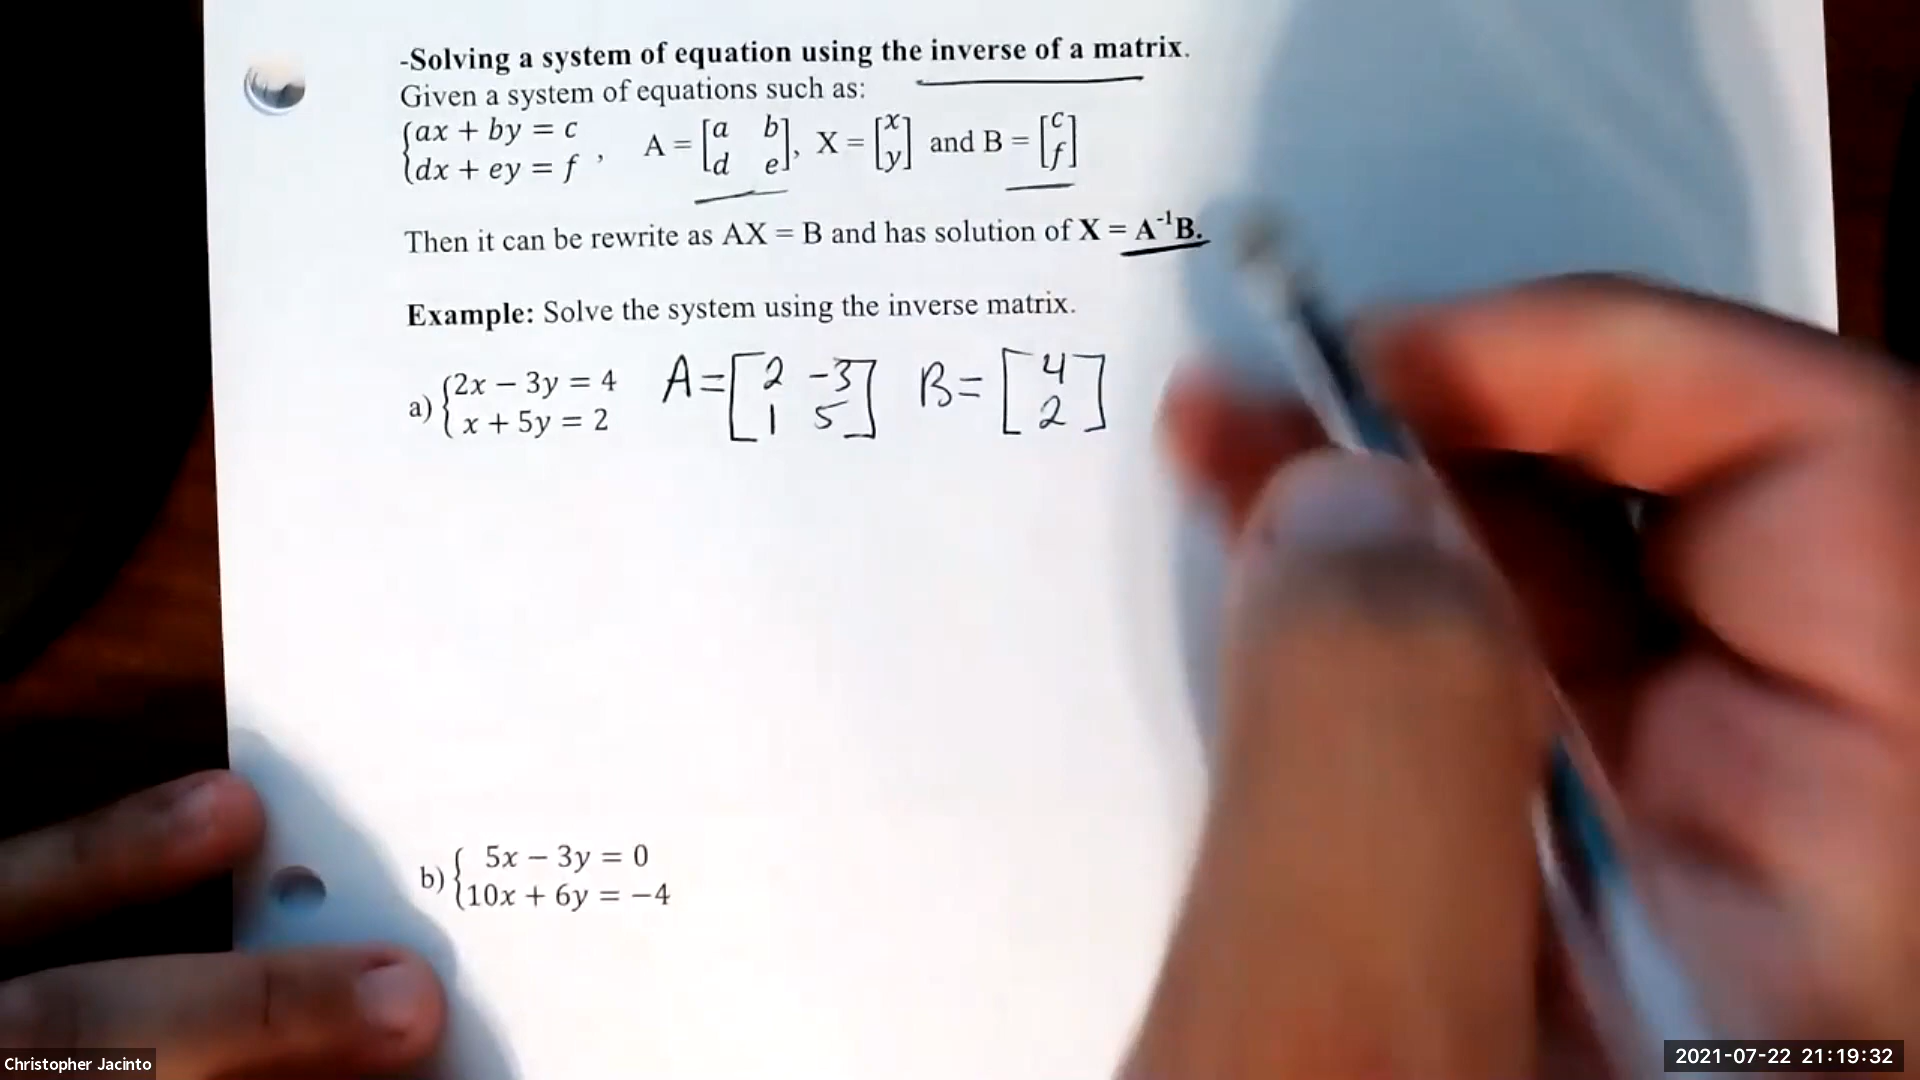 -Solving a system of equation using the inverse of a matrix.
Given a system of equations such as:
{ax + by = c
{dx + ey = f , A = [a b d e], X = [x y] and B = [c f]
Then it can be rewrite as AX = B and has solution of X = A⁻¹B.
Example: Solve the system using the inverse matrix.
a) {2x − 3y = 4 A = [2 -3 B = [4
{x + 5y = 2 1 5] 2]
b) {5x − 3y = 0
{10x + 6y = −4
Christopher Jacinto
2021-07-22 21:19:32